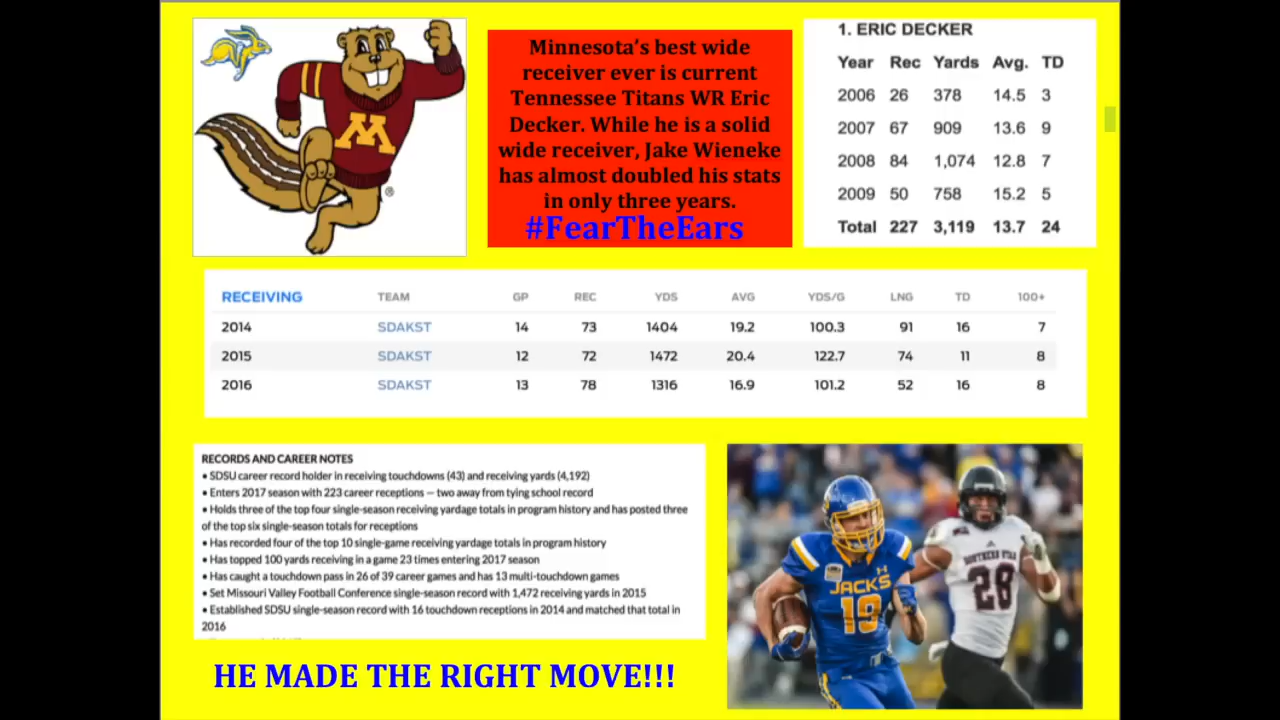 M
®
Minnesota's best wide
receiver ever is current
Tennessee Titans WR Eric
Decker. While he is a solid
wide receiver, Jake Wieneke
has almost doubled his stats
in only three years.
#FearTheEars
1. ERIC DECKER
Year Rec Yards Avg. TD
2006 26 378 14.5 3
2007 67 909 13.6 9
2008 84 1,074 12.8 7
2009 50 758 15.2 5
Total 227 3,119 13.7 24
RECEIVING TEAM GP REC YDS AVG YDS/G LNG TD 100+
2014 SDAKST 14 73 1404 19.2 100.3 91 16 7
2015 SDAKST 12 72 1472 20.4 122.7 74 11 8
2016 SDAKST 13 78 1316 16.9 101.2 52 16 8
RECORDS AND CAREER NOTES
• SDSU career record holder in receiving touchdowns (43) and receiving yards (4,192)
• Enters 2017 season with 223 career receptions — two away from tying school record
• Holds three of the top four single-season receiving yardage totals in program history and has posted three
of the top six single-season totals for receptions
• Has recorded four of the top 10 single-game receiving yardage totals in program history
• Has topped 100 yards receiving in a game 23 times entering 2017 season
• Has caught a touchdown pass in 26 of 39 career games and has 13 multi-touchdown games
• Set Missouri Valley Football Conference single-season record with 1,472 receiving yards in 2015
• Established SDSU single-season record with 16 touchdown receptions in 2014 and matched that total in
2016
JACKS
19
SOUTHERN UTAH
28
HE MADE THE RIGHT MOVE!!!